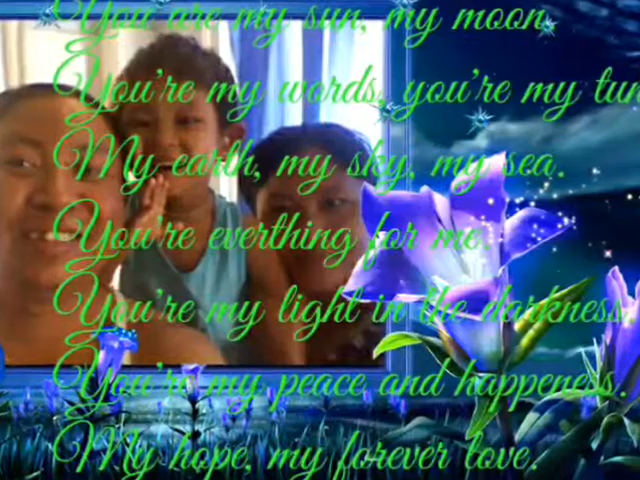 You are my sun, my moon,
You're my words, you're my tun
My earth, my sky, my sea.
You're everthing for me.
You're my light in the darkness.
You're my peace and happeness.
My hope, my forever love.